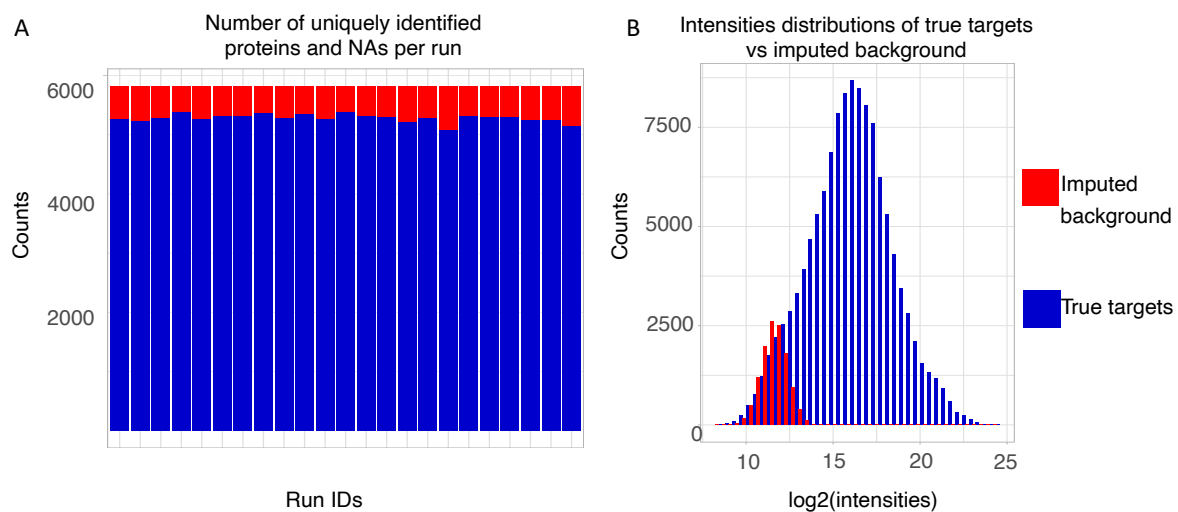 A
Number of uniquely identified
proteins and NAs per run
6000
4000
2000
Counts
Run IDs
B
Intensities distributions of true targets
vs imputed background
7500
5000
2500
0
Counts
10
15
20
25
log2(intensities)
Imputed
background
True targets